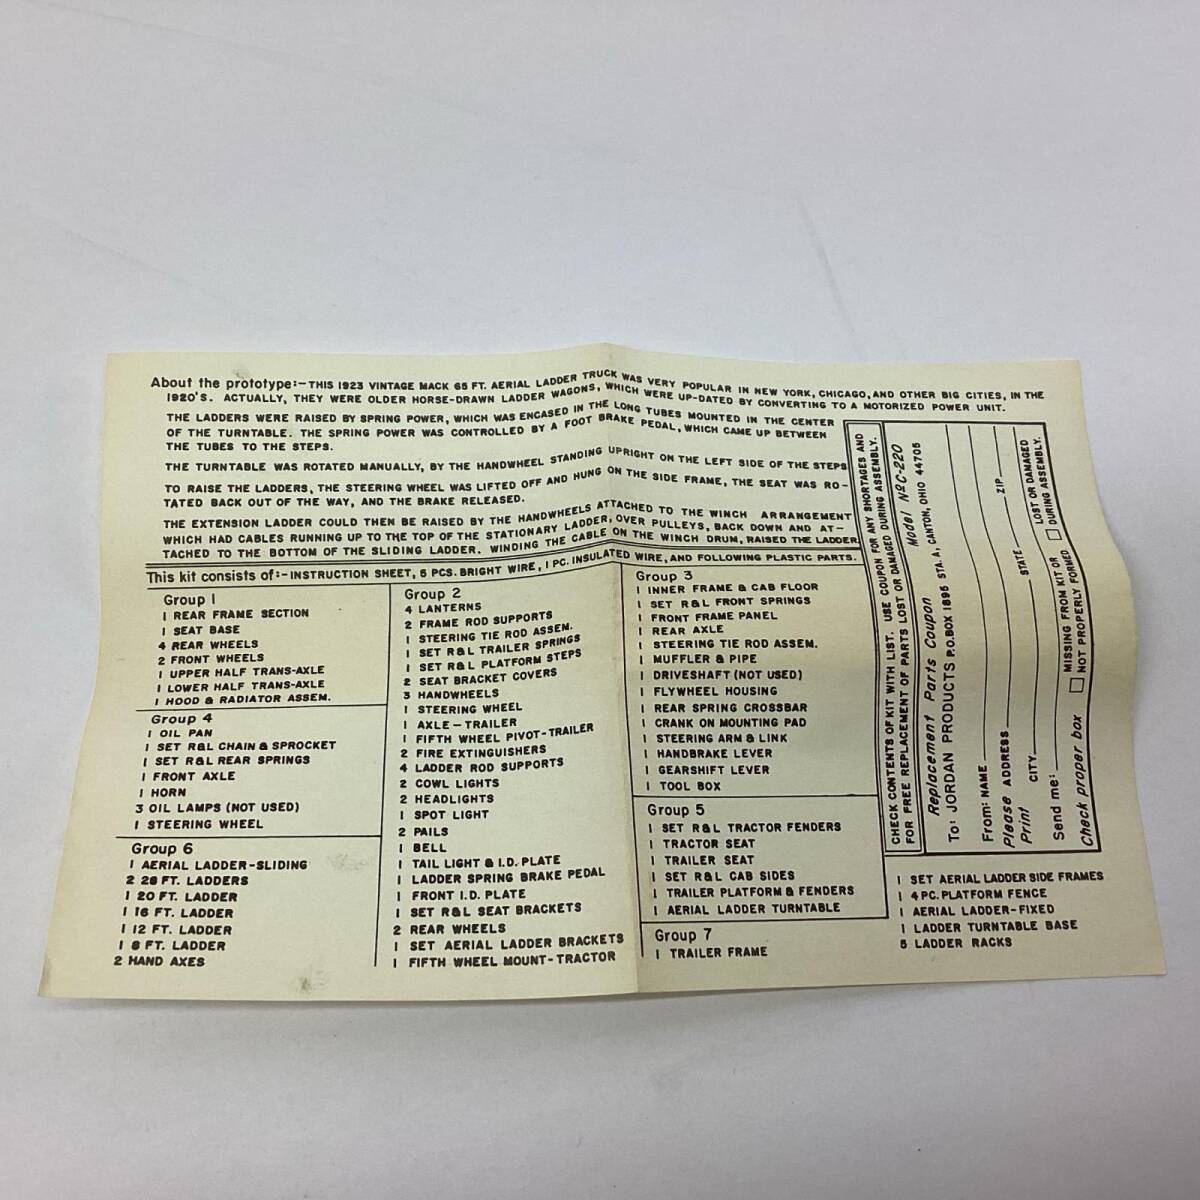 About the prototype:-THIS 1923 VINTAGE MACK 65 FT. AERIAL LADDER TRUCK WAS VERY POPULAR IN NEW YORK, CHICAGO, AND OTHER BIG CITIES, IN THE
1920'S. ACTUALLY, THEY WERE OLDER HORSE-DRAWN LADDER WAGONS, WHICH WERE UP-DATED BY CONVERTING TO A MOTORIZED POWER UNIT.
THE LADDERS WERE RAISED BY SPRING POWER, WHICH WAS ENCASED IN THE LONG TUBES MOUNTED IN THE CENTER
OF THE TURNTABLE. THE SPRING POWER WAS CONTROLLED BY A FOOT BRAKE PEDAL, WHICH CAME UP BETWEEN
THE TUBES TO THE STEPS.
THE TURNTABLE WAS ROTATED MANUALLY, BY THE HANDWHEEL STANDING UPRIGHT ON THE LEFT SIDE OF THE STEPS
TO RAISE THE LADDERS, THE STEERING WHEEL WAS LIFTED OFF AND HUNG ON THE SIDE FRAME, THE SEAT WAS RO-
TATED BACK OUT OF THE WAY, AND THE BRAKE RELEASED.
THE EXTENSION LADDER COULD THEN BE RAISED BY THE HANDWHEELS ATTACHED TO THE WINCH ARRANGEMENT
WHICH HAD CABLES RUNNING UP TO THE TOP OF THE STATIONARY LADDER, OVER PULLEYS, BACK DOWN AND AT-
TACHED TO THE BOTTOM OF THE SLIDING LADDER. WINDING THE CABLE ON THE WINCH DRUM, RAISED THE LADDER
This kit consists of:-INSTRUCTION SHEET, 5 PCS. BRIGHT WIRE, 1 PC. INSULATED WIRE, AND FOLLOWING PLASTIC PARTS.
Group 1
1 REAR FRAME SECTION
1 SEAT BASE
4 REAR WHEELS
2 FRONT WHEELS
1 UPPER HALF TRANS-AXLE
1 LOWER HALF TRANS-AXLE
1 HOOD & RADIATOR ASSEM.
Group 4
1 OIL PAN
1 SET R&L CHAIN & SPROCKET
1 SET R&L REAR SPRINGS
1 FRONT AXLE
1 HORN
3 OIL LAMPS (NOT USED)
1 STEERING WHEEL
Group 6
1 AERIAL LADDER-SLIDING
2 28 FT. LADDERS
1 20 FT. LADDER
1 16 FT. LADDER
1 12 FT. LADDER
1 8 FT. LADDER
2 HAND AXES
Group 2
4 LANTERNS
2 FRAME ROD SUPPORTS
1 STEERING TIE ROD ASSEM.
1 SET R&L TRAILER SPRINGS
1 SET R&L PLATFORM STEPS
2 SEAT BRACKET COVERS
3 HANDWHEELS
1 STEERING WHEEL
1 AXLE-TRAILER
1 FIFTH WHEEL PIVOT-TRAILER
2 FIRE EXTINGUISHERS
4 LADDER ROD SUPPORTS
2 COWL LIGHTS
2 HEADLIGHTS
1 SPOT LIGHT
2 PAILS
1 BELL
1 TAIL LIGHT & I.D. PLATE
1 LADDER SPRING BRAKE PEDAL
1 FRONT I.D. PLATE
1 SET R&L SEAT BRACKETS
2 REAR WHEELS
1 SET AERIAL LADDER BRACKETS
1 FIFTH WHEEL MOUNT-TRACTOR
Group 3
1 INNER FRAME & CAB FLOOR
1 SET R&L FRONT SPRINGS
1 FRONT FRAME PANEL
1 REAR AXLE
1 STEERING TIE ROD ASSEM.
1 MUFFLER & PIPE
1 DRIVESHAFT (NOT USED)
1 FLYWHEEL HOUSING
1 REAR SPRING CROSSBAR
1 CRANK ON MOUNTING PAD
1 STEERING ARM & LINK
1 HANDBRAKE LEVER
1 GEARSHIFT LEVER
1 TOOL BOX
Group 5
1 SET R&L TRACTOR FENDERS
1 TRACTOR SEAT
1 TRAILER SEAT
1 SET R&L CAB SIDES
1 TRAILER PLATFORM & FENDERS
1 AERIAL LADDER TURNTABLE
Group 7
1 TRAILER FRAME
1 SET AERIAL LADDER SIDE FRAMES
1 4 PC. PLATFORM FENCE
1 AERIAL LADDER-FIXED
1 LADDER TURNTABLE BASE
5 LADDER RACKS
CHECK CONTENTS OF KIT WITH LIST. USE COUPON FOR ANY SHORTAGES AND
FOR FREE REPLACEMENT OF PARTS LOST OR DAMAGED DURING ASSEMBLY.
Replacement Parts Coupon Model Nº C-220
To: JORDAN PRODUCTS P.O. BOX 1895 STA. A, CANTON, OHIO 44705
From: NAME
Please ADDRESS
Print CITY STATE ZIP
Send me: MISSING FROM KIT OR LOST OR DAMAGED
Check proper box NOT PROPERLY FORMED DURING ASSEMBLY.